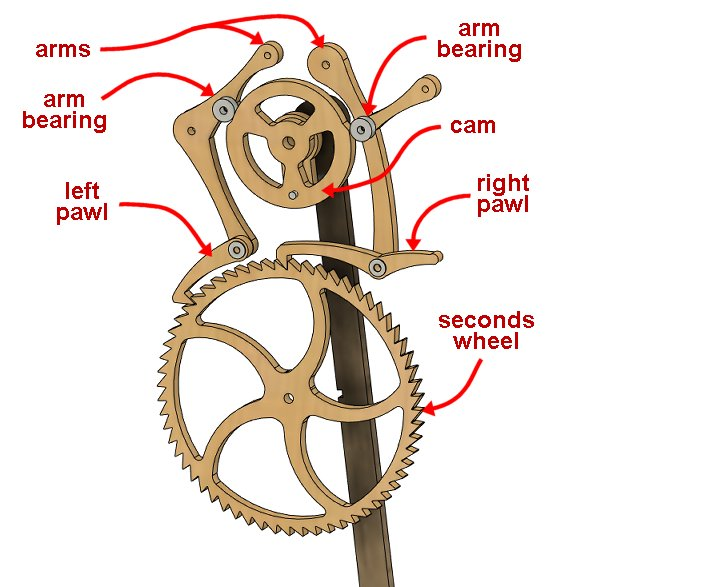 arms
arm
bearing
arm
bearing
cam
left
pawl
right
pawl
seconds
wheel